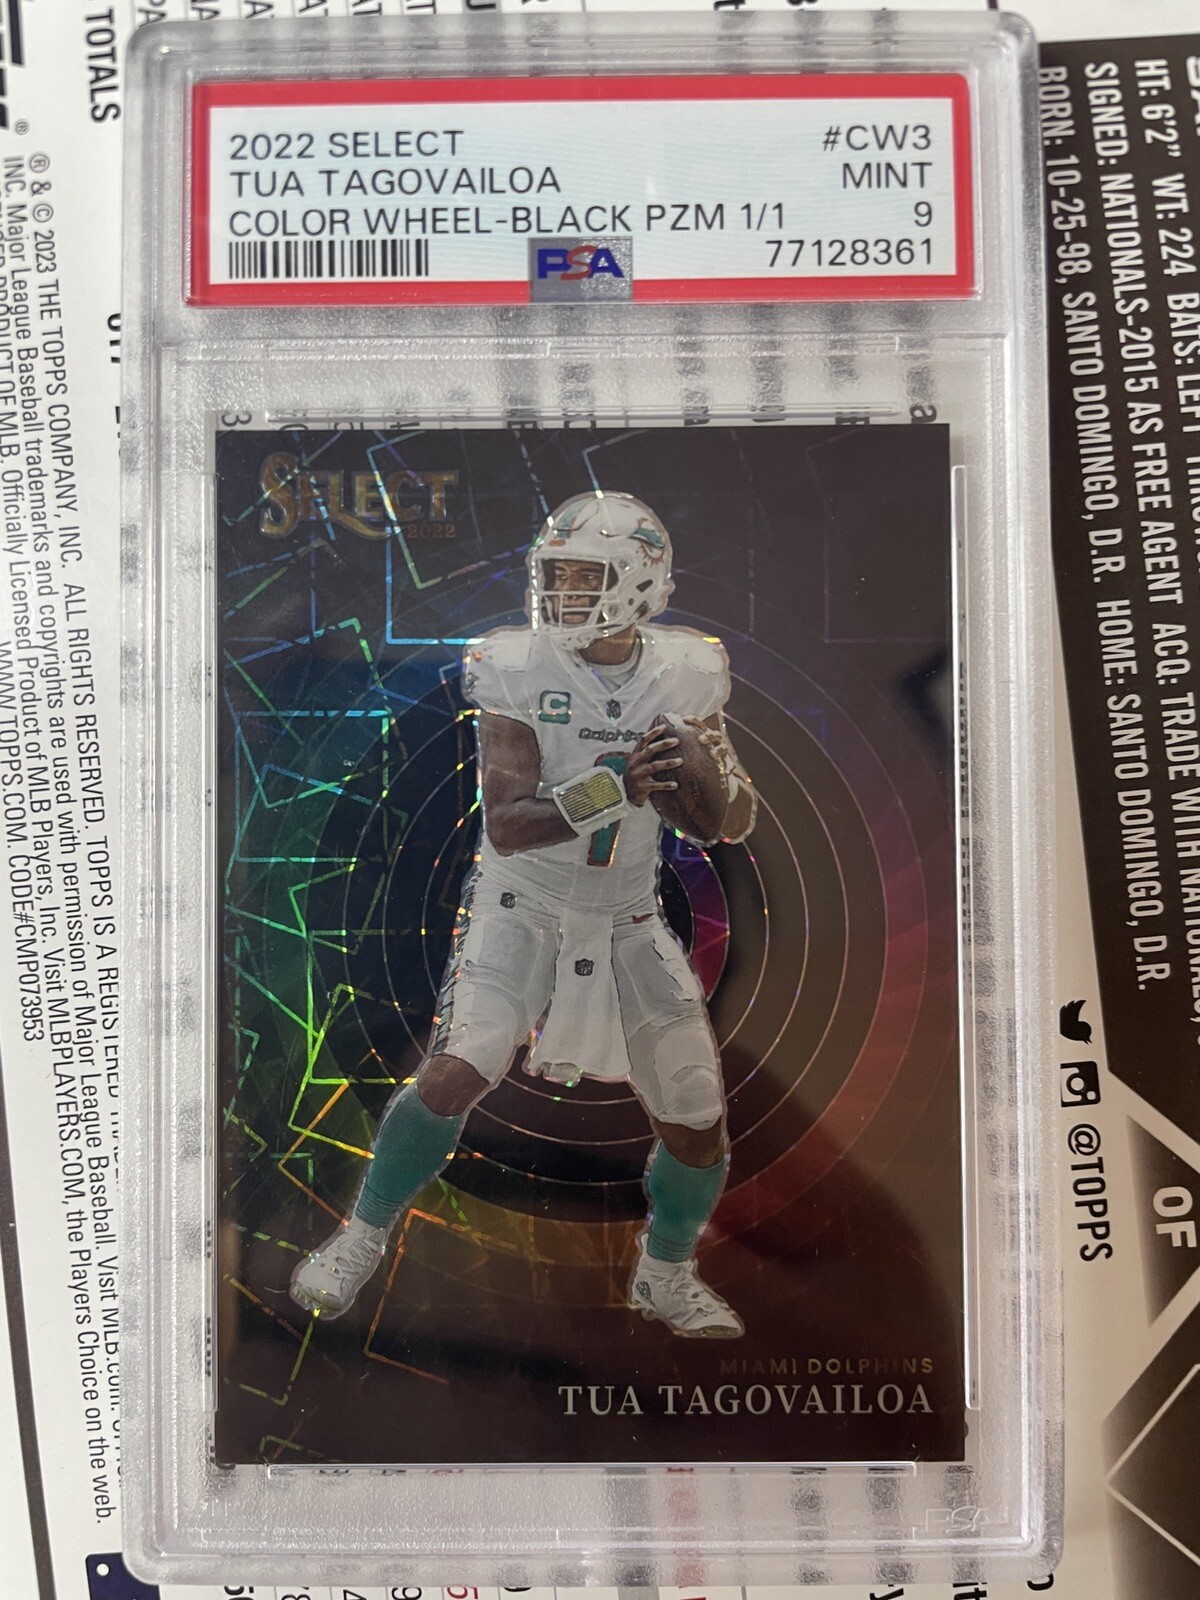 2022 SELECT
#CW3
TUA TAGOVAILOA
MINT
COLOR WHEEL-BLACK PZM 1/1
9
PSA
77128361
SELECT
2022
C
Dolphins
1
MIAMI DOLPHINS
TUA TAGOVAILOA
PSA
TOTALS
® & © 2023 THE TOPPS COMPANY, INC. ALL RIGHTS RESERVED. TOPPS IS A REGISTERED
INC. Major League Baseball trademarks and copyrights are used with permission of Major League Baseball. Visit MLB.com.
PRODUCT OF MLB. Officially Licensed Product of MLB Players, Inc. Visit MLBPLAYERS.COM, the Players Choice on the web.
WWW.TOPPS.COM. CODE#CMP073953
HT: 6'2" WT: 224 BATS: LEFT
SIGNED: NATIONALS-2015 AS FREE AGENT ACQ: TRADE WITH NATIONALS,
BORN: 10-25-98, SANTO DOMINGO, D.R. HOME: SANTO DOMINGO, D.R.
@TOPPS
OF